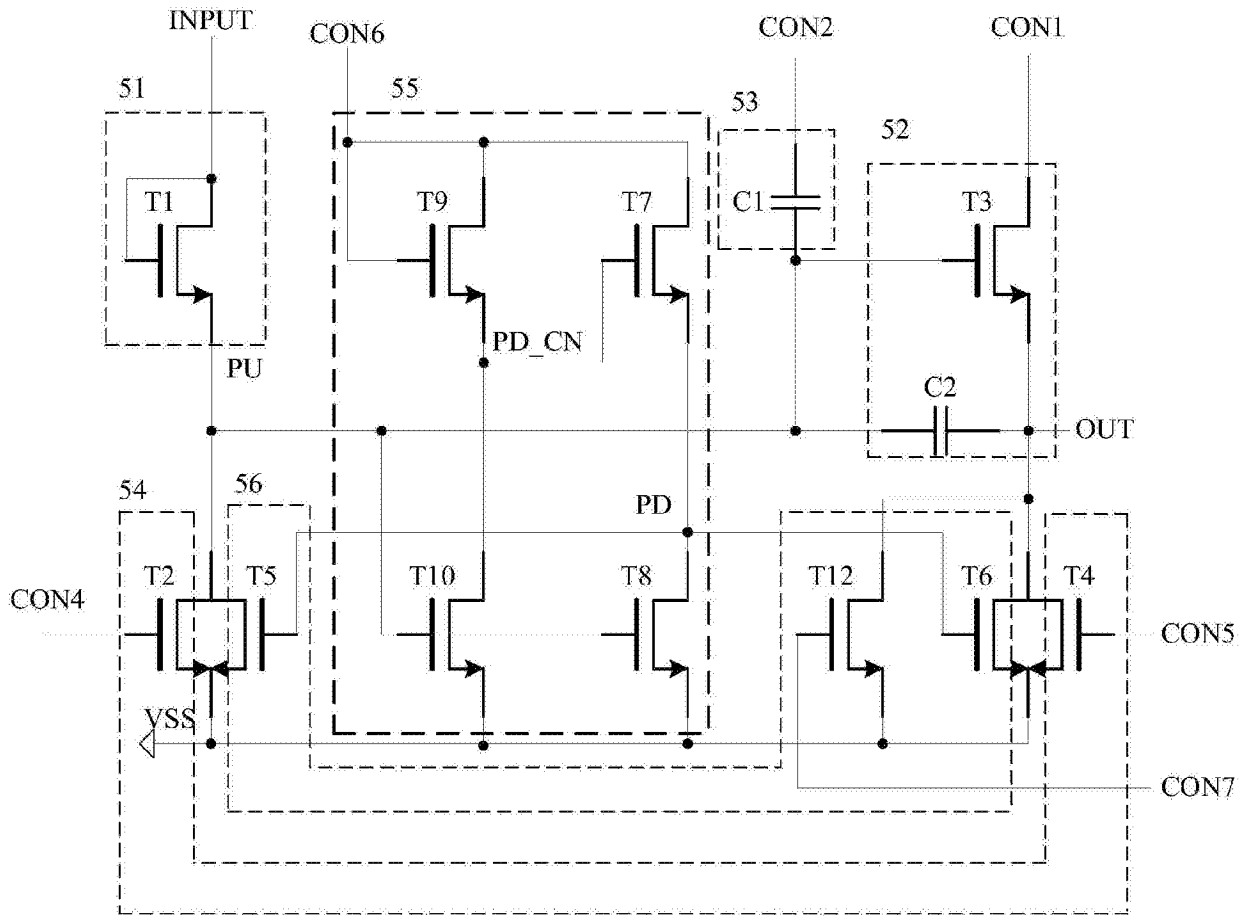 INPUT
CON6
CON2
CON1
51
55
53
52
T1
T9
T7
C1
T3
PU
PD_CN
C2
OUT
54
56
PD
T2
T5
T10
T8
T12
T6
T4
CON4
CON5
VSS
CON7